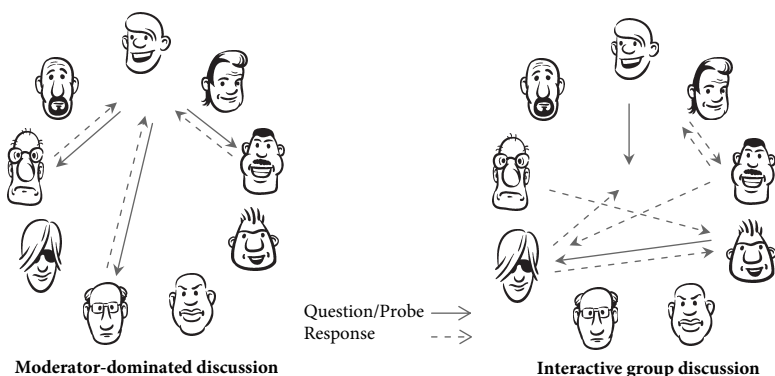 Question/Probe
Response
Moderator-dominated discussion
Interactive group discussion